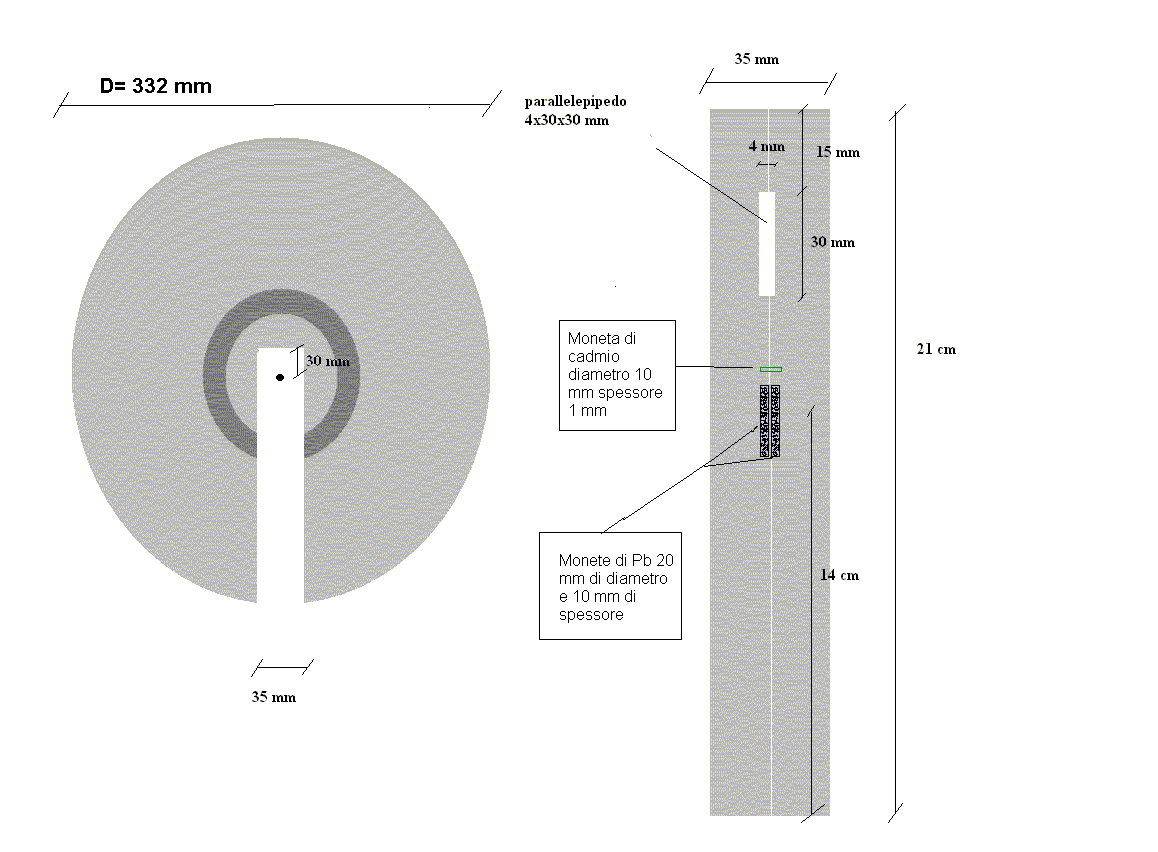 D= 332 mm
30 mm
35 mm
35 mm
parallelepipedo
4x30x30 mm
4 mm
15 mm
30 mm
Moneta di
cadmio
diametro 10
mm spessore
1 mm
21 cm
Monete di Pb 20
mm di diametro
e 10 mm di
spessore
14 cm